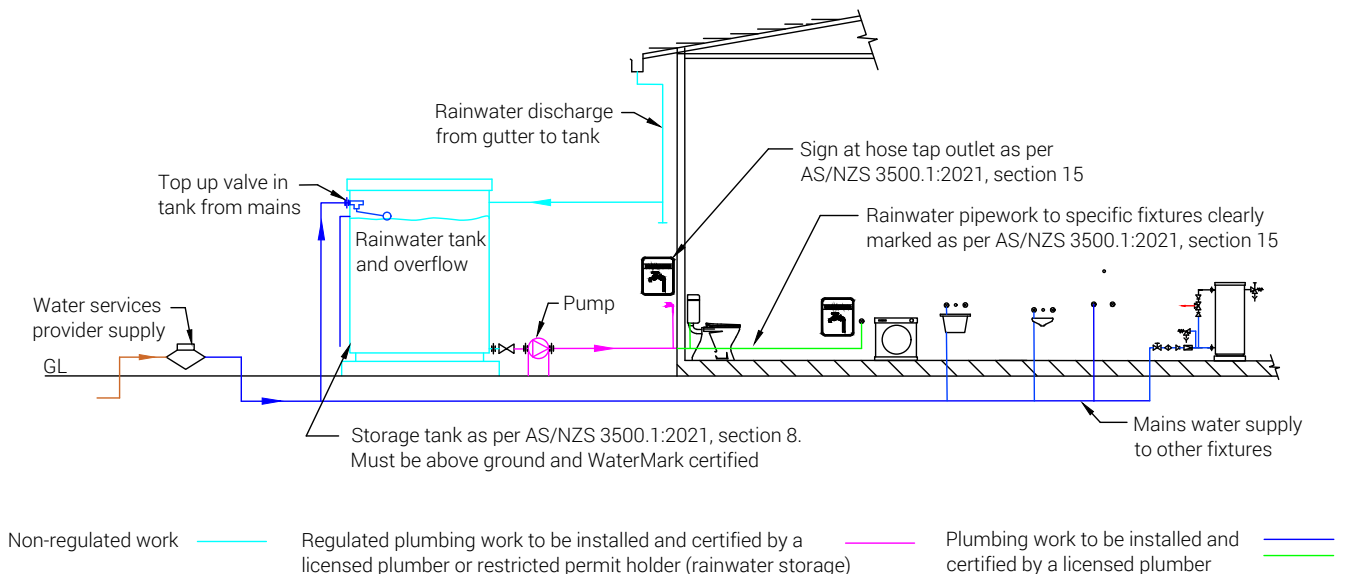 Rainwater discharge
from gutter to tank
Sign at hose tap outlet as per
AS/NZS 3500.1:2021, section 15
Top up valve in
tank from mains
Rainwater pipework to specific fixtures clearly
marked as per AS/NZS 3500.1:2021, section 15
Rainwater tank
and overflow
Water services
provider supply
Pump
GL
Storage tank as per AS/NZS 3500.1:2021, section 8.
Must be above ground and WaterMark certified
Mains water supply
to other fixtures
Non-regulated work
Regulated plumbing work to be installed and certified by a
licensed plumber or restricted permit holder (rainwater storage)
Plumbing work to be installed and
certified by a licensed plumber